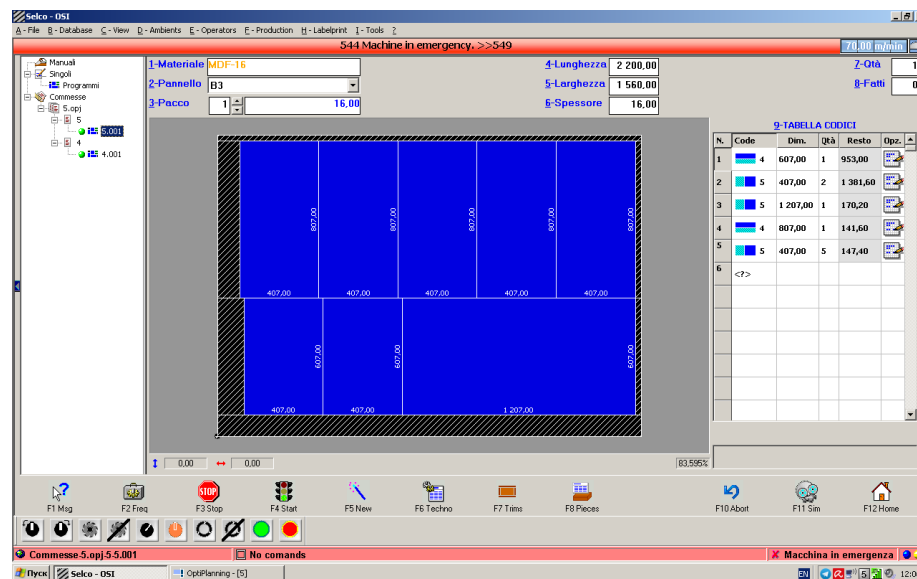 Selco - OSI
A - File B - Database C - View D - Ambients E - Operators F - Production H - Labelprint I - Tools ?
544 Machine in emergency. >>549 70,00 m/min
Manuali
Singoli
Programmi
Commesse
5.opj
5
5.001
4
4.001
1-Materiale MDF-16 4-Lunghezza 2 200,00 7-Qtà 1
2-Pannello B3 5-Larghezza 1 560,00 8-Fatti 0
3-Pacco 1 16,00 6-Spessore 16,00
9-TABELLA CODICI
N. Code Dim. Qtà Resto Opz.
1 4 607,00 1 953,00
2 5 407,00 2 1 381,60
3 5 1 207,00 1 170,20
4 4 807,00 1 141,60
5 5 407,00 5 147,40
6 <?>
807,00 807,00 807,00 807,00 807,00
407,00 407,00 407,00 407,00 407,00
607,00 607,00 607,00
407,00 407,00 1 207,00
0,00 0,00 83,595%
STOP
F1 Msg F2 Freq F3 Stop F4 Start F5 New F6 Techno F7 Trims F8 Pieces F10 Abort F11 Sim F12 Home
Commesse-5.opj-5-5.001 No comands Macchina in emergenza
Пуск Selco - OSI OptiPlanning - [5] EN 5 12:0